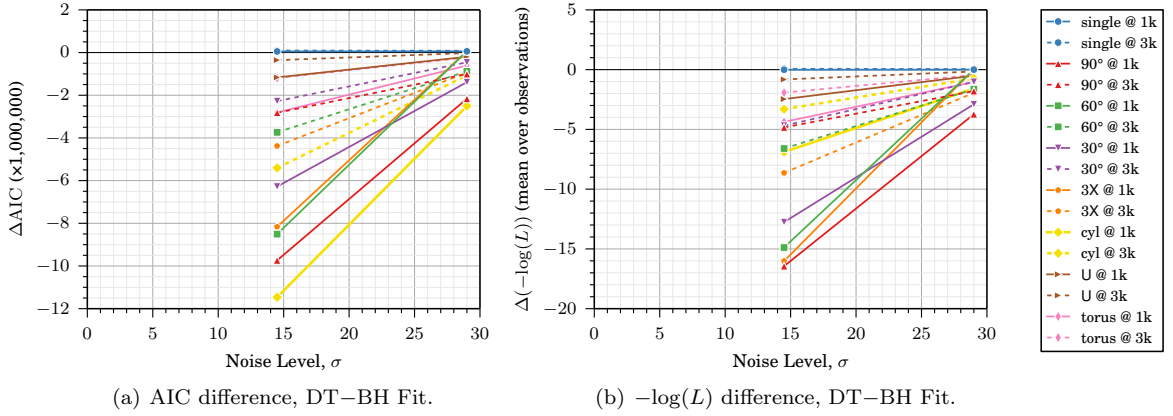 2
0
−2
−4
−6
−8
−10
−12
0
5
10
15
20
25
30
ΔAIC (×1,000,000)
Noise Level, σ
(a) AIC difference, DT−BH Fit.
5
0
−5
−10
−15
−20
0
5
10
15
20
25
30
Δ(−log(L)) (mean over observations)
Noise Level, σ
(b) −log(L) difference, DT−BH Fit.
single @ 1k
single @ 3k
90° @ 1k
90° @ 3k
60° @ 1k
60° @ 3k
30° @ 1k
30° @ 3k
3X @ 1k
3X @ 3k
cyl @ 1k
cyl @ 3k
U @ 1k
U @ 3k
torus @ 1k
torus @ 3k